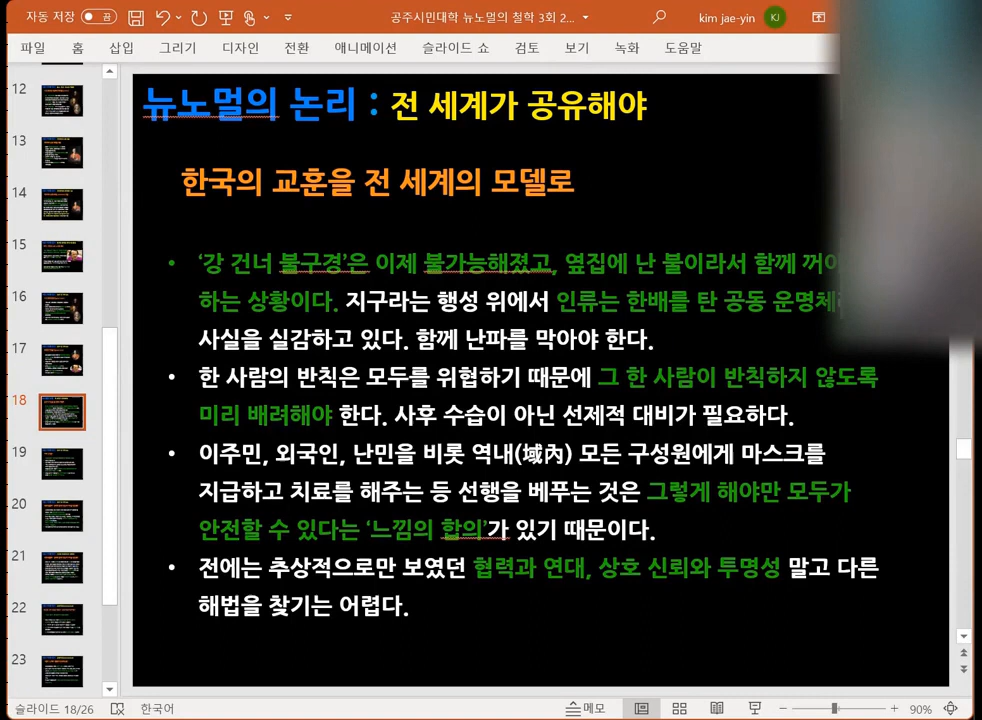 자동 저장 끔
공주시민대학 뉴노멀의 철학 3회 2...
kim jae-yin KJ
파일 홈 삽입 그리기 디자인 전환 애니메이션 슬라이드 쇼 검토 보기 녹화 도움말
12
13
14
15
16
17
18
19
20
21
22
23
뉴노멀의 논리 : 전 세계가 공유해야
한국의 교훈을 전 세계의 모델로
• ‘강 건너 불구경’은 이제 불가능해졌고, 옆집에 난 불이라서 함께 꺼야
하는 상황이다. 지구라는 행성 위에서 인류는 한배를 탄 공동 운명체
사실을 실감하고 있다. 함께 난파를 막아야 한다.
• 한 사람의 반칙은 모두를 위협하기 때문에 그 한 사람이 반칙하지 않도록
미리 배려해야 한다. 사후 수습이 아닌 선제적 대비가 필요하다.
• 이주민, 외국인, 난민을 비롯 역내(域內) 모든 구성원에게 마스크를
지급하고 치료를 해주는 등 선행을 베푸는 것은 그렇게 해야만 모두가
안전할 수 있다는 ‘느낌의 합의’가 있기 때문이다.
• 전에는 추상적으로만 보였던 협력과 연대, 상호 신뢰와 투명성 말고 다른
해법을 찾기는 어렵다.
슬라이드 18/26 한국어 메모 90%